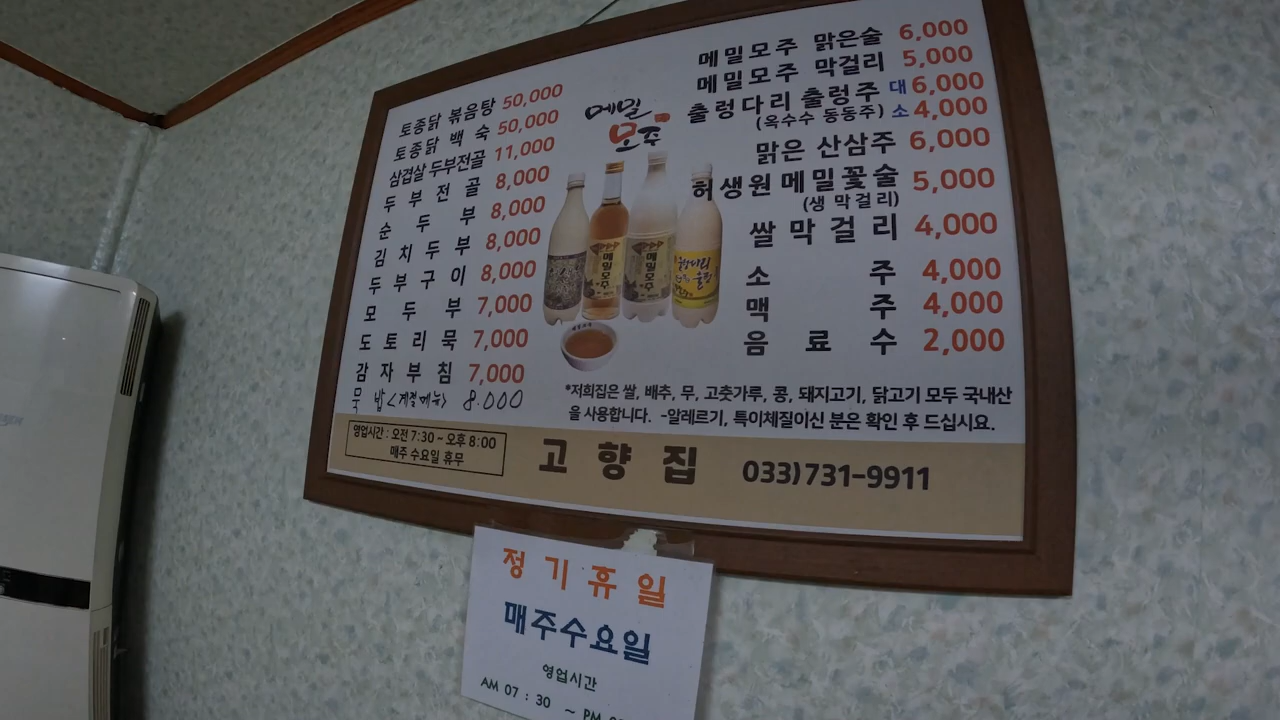 토종닭 볶음탕 50,000
토종닭 백숙 50,000
삼겹살 두부전골 11,000
두부전골 8,000
순두부 8,000
김치두부 8,000
두부구이 8,000
모두부 7,000
도토리묵 7,000
감자부침 7,000
묵밥<계절메뉴> 8.000
메밀
모주
메밀모주
메밀모주
메밀모주 맑은술 6,000
메밀모주 막걸리 5,000
출렁다리 출렁주 대 6,000
(옥수수 동동주) 소 4,000
맑은 산삼주 6,000
허생원 메밀꽃술 5,000
(생 막걸리)
쌀막걸리 4,000
소주 4,000
맥주 4,000
음료수 2,000
*저희집은 쌀, 배추, 무, 고춧가루, 콩, 돼지고기, 닭고기 모두 국내산
을 사용합니다. -알레르기, 특이체질이신 분은 확인 후 드십시요.
영업시간 : 오전 7:30 ~ 오후 8:00
매주 수요일 휴무
고향집 033)731-9911
정기휴일
매주수요일
영업시간
AM 07 : 30 ~ PM